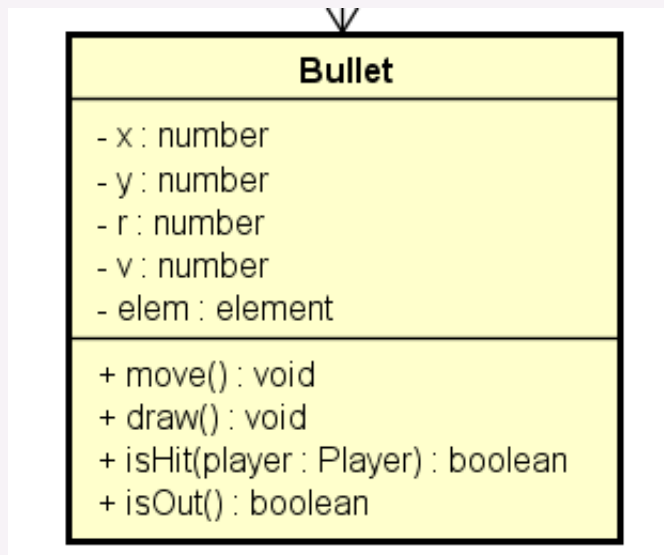 Bullet
- x : number
- y : number
- r : number
- v : number
- elem : element
+ move() : void
+ draw() : void
+ isHit(player : Player) : boolean
+ isOut() : boolean